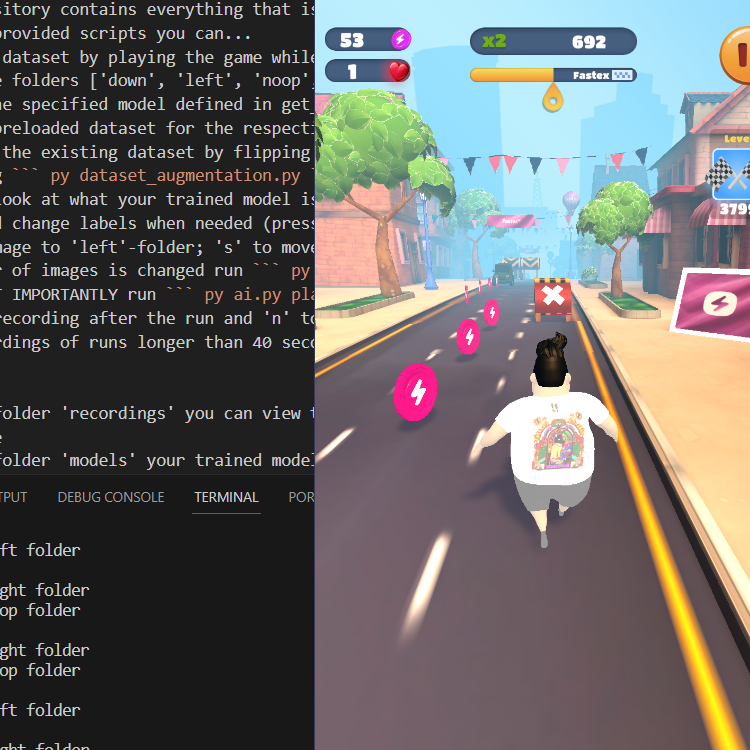 sitory contains everything that is
provided scripts you can...
dataset by playing the game while
e folders ['down', 'left', 'noop'
he specified model defined in get
preloaded dataset for the respecti
the existing dataset by flipping
g ``` py dataset_augmentation.py `
look at what your trained model is
d change labels when needed (press
mage to 'left'-folder; 's' to move
r of images is changed run ``` py
T IMPORTANTLY run ``` py ai.py pla
recording after the run and 'n' to
rdings of runs longer than 40 seco
folder 'recordings' you can view t
e
folder 'models' your trained model
TPUT DEBUG CONSOLE TERMINAL POR
ft folder
ght folder
op folder
ght folder
op folder
ft folder
ght folder
53
1
x2 692
Fastex
Leve
379